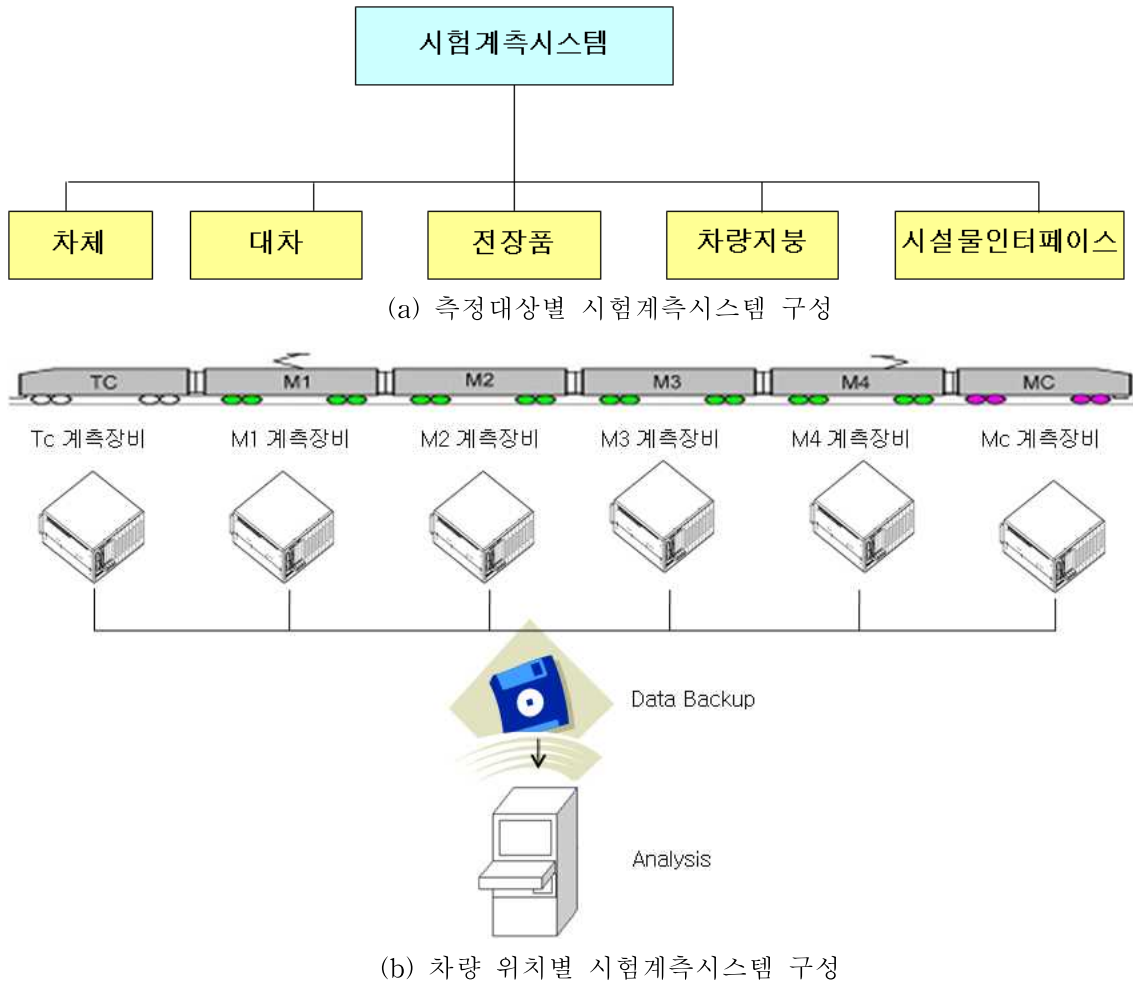 시험계측시스템
차체 대차 전장품 차량지붕 시설물인터페이스
(a) 측정대상별 시험계측시스템 구성
TC M1 M2 M3 M4 MC
Tc 계측장비 M1 계측장비 M2 계측장비 M3 계측장비 M4 계측장비 Mc 계측장비
Data Backup
Analysis
(b) 차량 위치별 시험계측시스템 구성